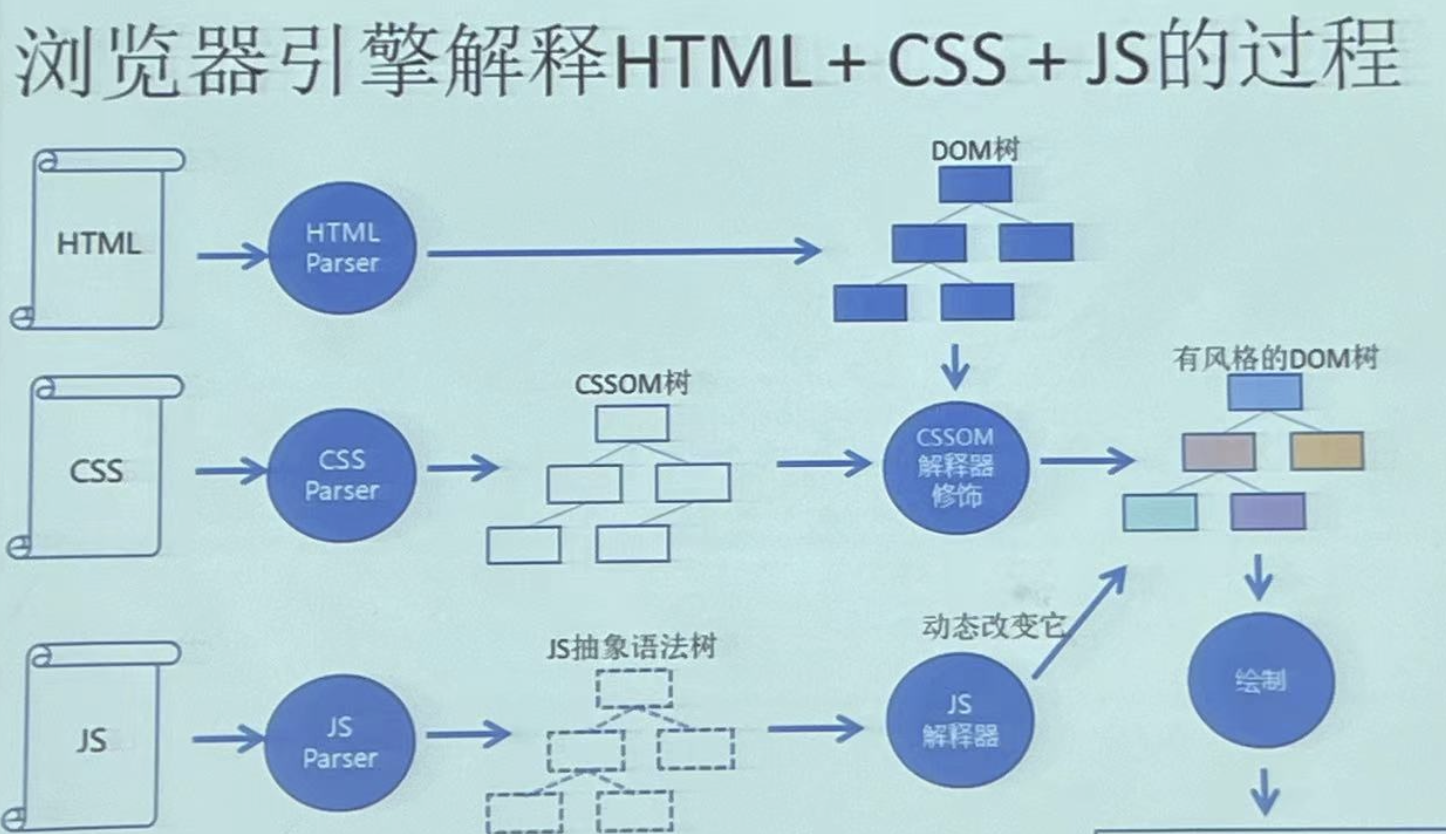 浏览器引擎解释HTML + CSS + JS的过程
DOM树
HTML
HTML
Parser
有风格的DOM树
CSSOM树
CSS
CSS
Parser
CSSOM
解释器
修饰
动态改变它
JS抽象语法树
JS
JS
Parser
JS
解释器
绘制